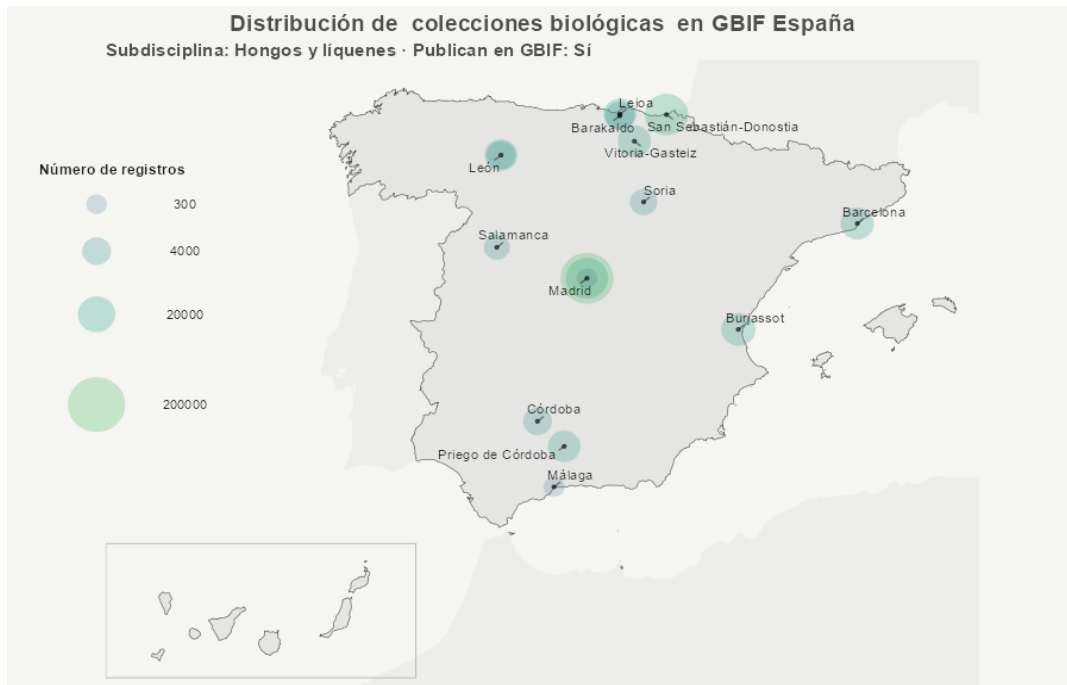 Distribución de colecciones biológicas en GBIF España
Subdisciplina: Hongos y líquenes · Publican en GBIF: Sí
Leioa
Barakaldo
San Sebastián-Donostia
Vitoria-Gasteiz
León
Número de registros
300
4000
20000
200000
Soria
Barcelona
Salamanca
Madrid
Burjassot
Córdoba
Priego de Córdoba
Málaga